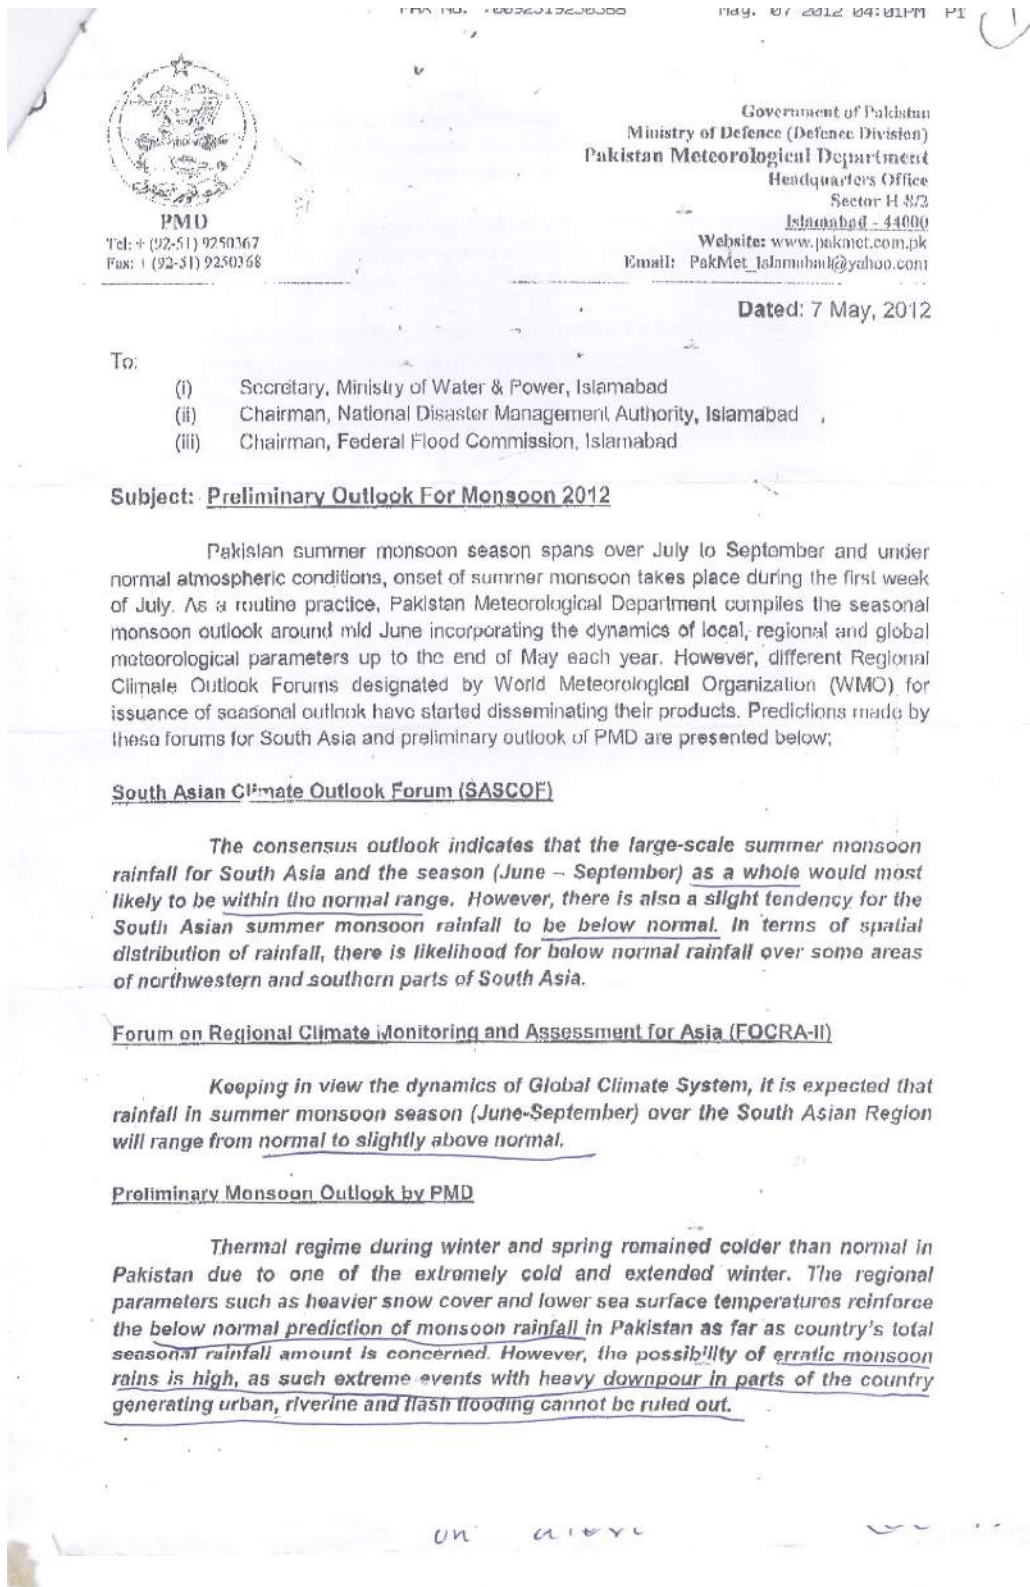 May. 07 2012 04:01PM P1
1
Government of Pakistan
Ministry of Defence (Defence Division)
Pakistan Meteorological Department
Headquarters Office
Sector H-8/2
Islamabad - 44000
Website: www.pakmet.com.pk
Email: PakMet_Islamabad@yahoo.com
PMD
Tel: + (92-51) 9250367
Fax: + (92-51) 9250368
Dated: 7 May, 2012
To:
(i) Secretary, Ministry of Water & Power, Islamabad
(ii) Chairman, National Disaster Management Authority, Islamabad
(iii) Chairman, Federal Flood Commission, Islamabad
Subject: Preliminary Outlook For Monsoon 2012
Pakistan summer monsoon season spans over July to September and under
normal atmospheric conditions, onset of summer monsoon takes place during the first week
of July. As a routine practice, Pakistan Meteorological Department compiles the seasonal
monsoon outlook around mid June incorporating the dynamics of local, regional and global
meteorological parameters up to the end of May each year. However, different Regional
Climate Outlook Forums designated by World Meteorological Organization (WMO) for
issuance of seasonal outlook have started disseminating their products. Predictions made by
these forums for South Asia and preliminary outlook of PMD are presented below;
South Asian Climate Outlook Forum (SASCOF)
The consensus outlook indicates that the large-scale summer monsoon
rainfall for South Asia and the season (June – September) as a whole would most
likely to be within the normal range. However, there is also a slight tendency for the
South Asian summer monsoon rainfall to be below normal. In terms of spatial
distribution of rainfall, there is likelihood for below normal rainfall over some areas
of northwestern and southern parts of South Asia.
Forum on Regional Climate Monitoring and Assessment for Asia (FOCRA-II)
Keeping in view the dynamics of Global Climate System, it is expected that
rainfall in summer monsoon season (June-September) over the South Asian Region
will range from normal to slightly above normal.
Preliminary Monsoon Outlook by PMD
Thermal regime during winter and spring remained colder than normal in
Pakistan due to one of the extremely cold and extended winter. The regional
parameters such as heavier snow cover and lower sea surface temperatures reinforce
the below normal prediction of monsoon rainfall in Pakistan as far as country's total
seasonal rainfall amount is concerned. However, the possibility of erratic monsoon
rains is high, as such extreme events with heavy downpour in parts of the country
generating urban, riverine and flash flooding cannot be ruled out.